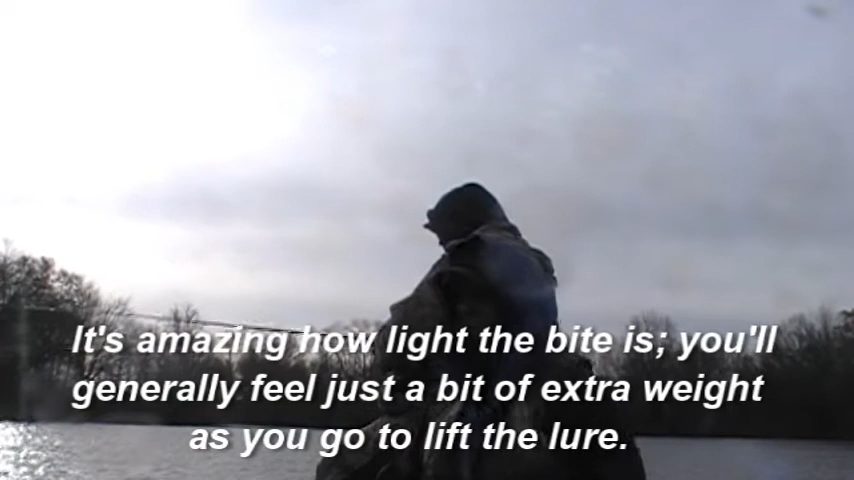 It's amazing how light the bite is; you'll
generally feel just a bit of extra weight
as you go to lift the lure.